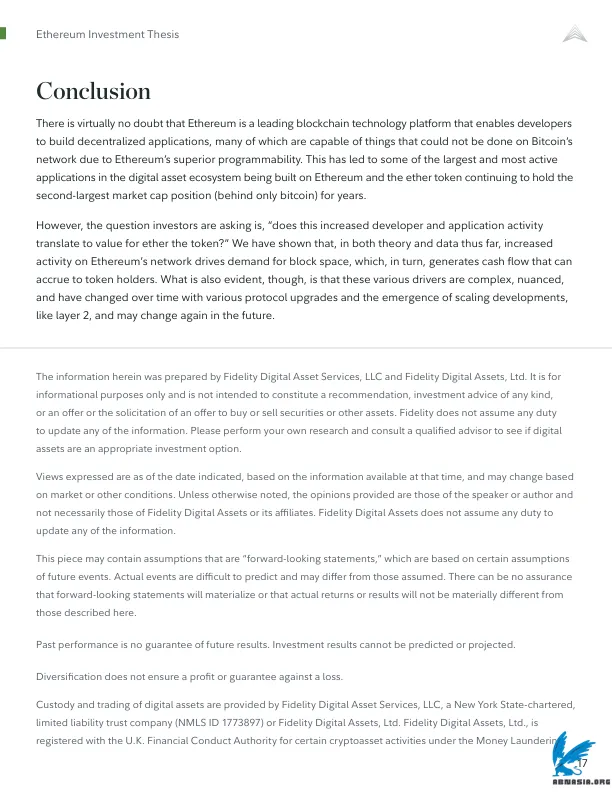 Ethereum Investment Thesis
Conclusion
There is virtually no doubt that Ethereum is a leading blockchain technology platform that enables developers
to build decentralized applications, many of which are capable of things that could not be done on Bitcoin's
network due to Ethereum's superior programmability. This has led to some of the largest and most active
applications in the digital asset ecosystem being built on Ethereum and the ether token continuing to hold the
second-largest market cap position (behind only bitcoin) for years.
However, the question investors are asking is, “does this increased developer and application activity
translate to value for ether the token?” We have shown that, in both theory and data thus far, increased
activity on Ethereum's network drives demand for block space, which, in turn, generates cash flow that can
accrue to token holders. What is also evident, though, is that these various drivers are complex, nuanced,
and have changed over time with various protocol upgrades and the emergence of scaling developments,
like layer 2, and may change again in the future.
The information herein was prepared by Fidelity Digital Asset Services, LLC and Fidelity Digital Assets, Ltd. It is for
informational purposes only and is not intended to constitute a recommendation, investment advice of any kind,
or an offer or the solicitation of an offer to buy or sell securities or other assets. Fidelity does not assume any duty
to update any of the information. Please perform your own research and consult a qualified advisor to see if digital
assets are an appropriate investment option.
Views expressed are as of the date indicated, based on the information available at that time, and may change based
on market or other conditions. Unless otherwise noted, the opinions provided are those of the speaker or author and
not necessarily those of Fidelity Digital Assets or its affiliates. Fidelity Digital Assets does not assume any duty to
update any of the information.
This piece may contain assumptions that are “forward-looking statements,” which are based on certain assumptions
of future events. Actual events are difficult to predict and may differ from those assumed. There can be no assurance
that forward-looking statements will materialize or that actual returns or results will not be materially different from
those described here.
Past performance is no guarantee of future results. Investment results cannot be predicted or projected.
Diversification does not ensure a profit or guarantee against a loss.
Custody and trading of digital assets are provided by Fidelity Digital Asset Services, LLC, a New York State-chartered,
limited liability trust company (NMLS ID 1773897) or Fidelity Digital Assets, Ltd. Fidelity Digital Assets, Ltd., is
registered with the U.K. Financial Conduct Authority for certain cryptoasset activities under the Money
17
ABNASIA.ORG